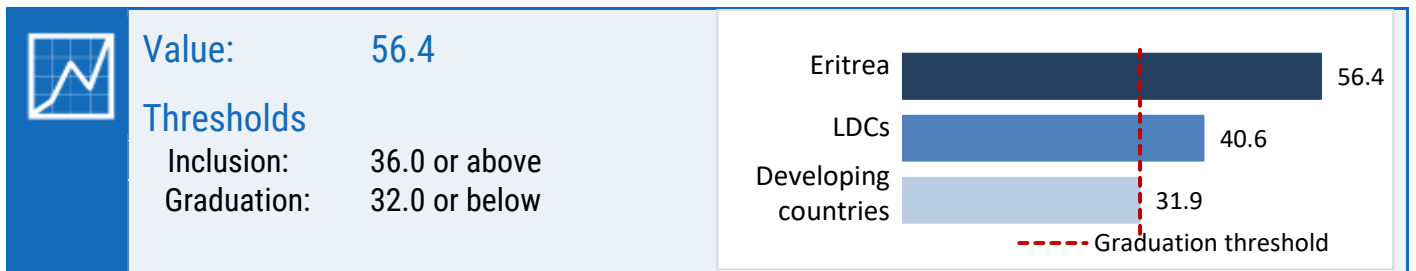 Value: 56.4
Thresholds
Inclusion: 36.0 or above
Graduation: 32.0 or below
Eritrea 56.4
LDCs 40.6
Developing
countries 31.9
Graduation threshold